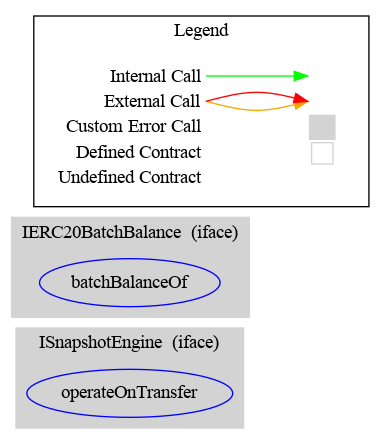 Legend
Internal Call
External Call
Custom Error Call
Defined Contract
Undefined Contract
IERC20BatchBalance (iface)
batchBalanceOf
ISnapshotEngine (iface)
operateOnTransfer